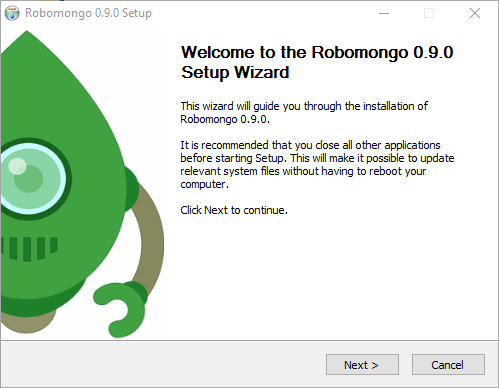 Robomongo 0.9.0 Setup
Welcome to the Robomongo 0.9.0
Setup Wizard
This wizard will guide you through the installation of
Robomongo 0.9.0.
It is recommended that you close all other applications
before starting Setup. This will make it possible to update
relevant system files without having to reboot your
computer.
Click Next to continue.
Next >
Cancel